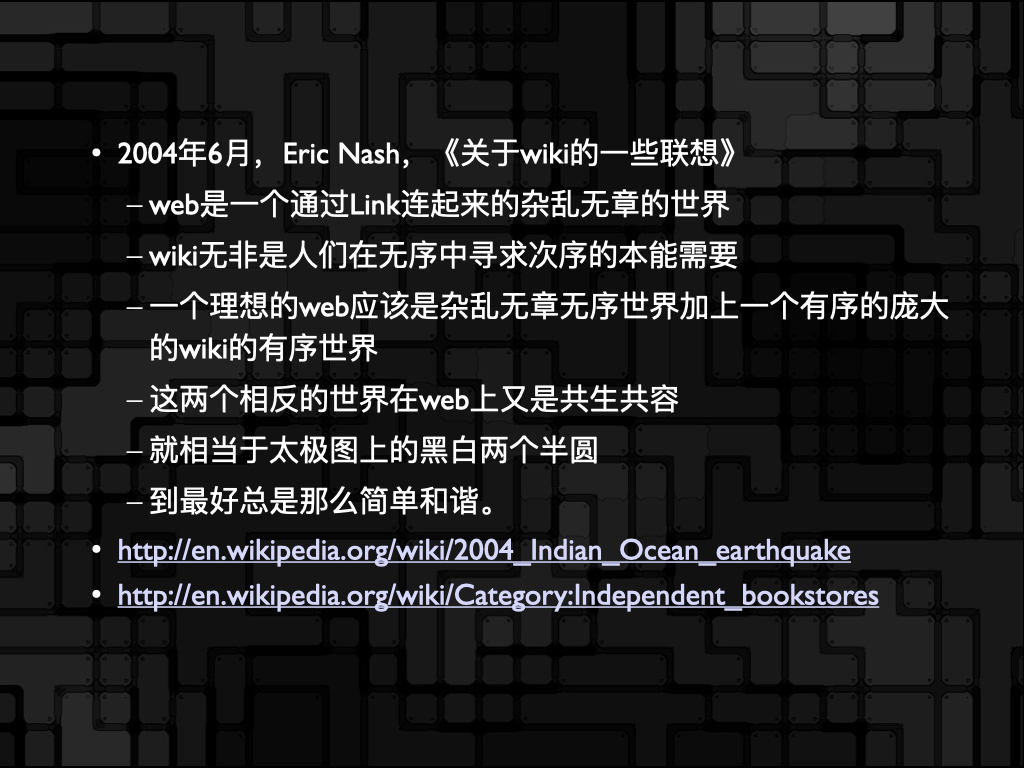 • 2004年6月，Eric Nash，《关于wiki的一些联想》
– web是一个通过Link连起来的杂乱无章的世界
– wiki无非是人们在无序中寻求次序的本能需要
– 一个理想的web应该是杂乱无章无序世界加上一个有序的庞大
的wiki的有序世界
– 这两个相反的世界在web上又是共生共容
– 就相当于太极图上的黑白两个半圆
– 到最好总是那么简单和谐。
• http://en.wikipedia.org/wiki/2004_Indian_Ocean_earthquake
• http://en.wikipedia.org/wiki/Category:Independent_bookstores